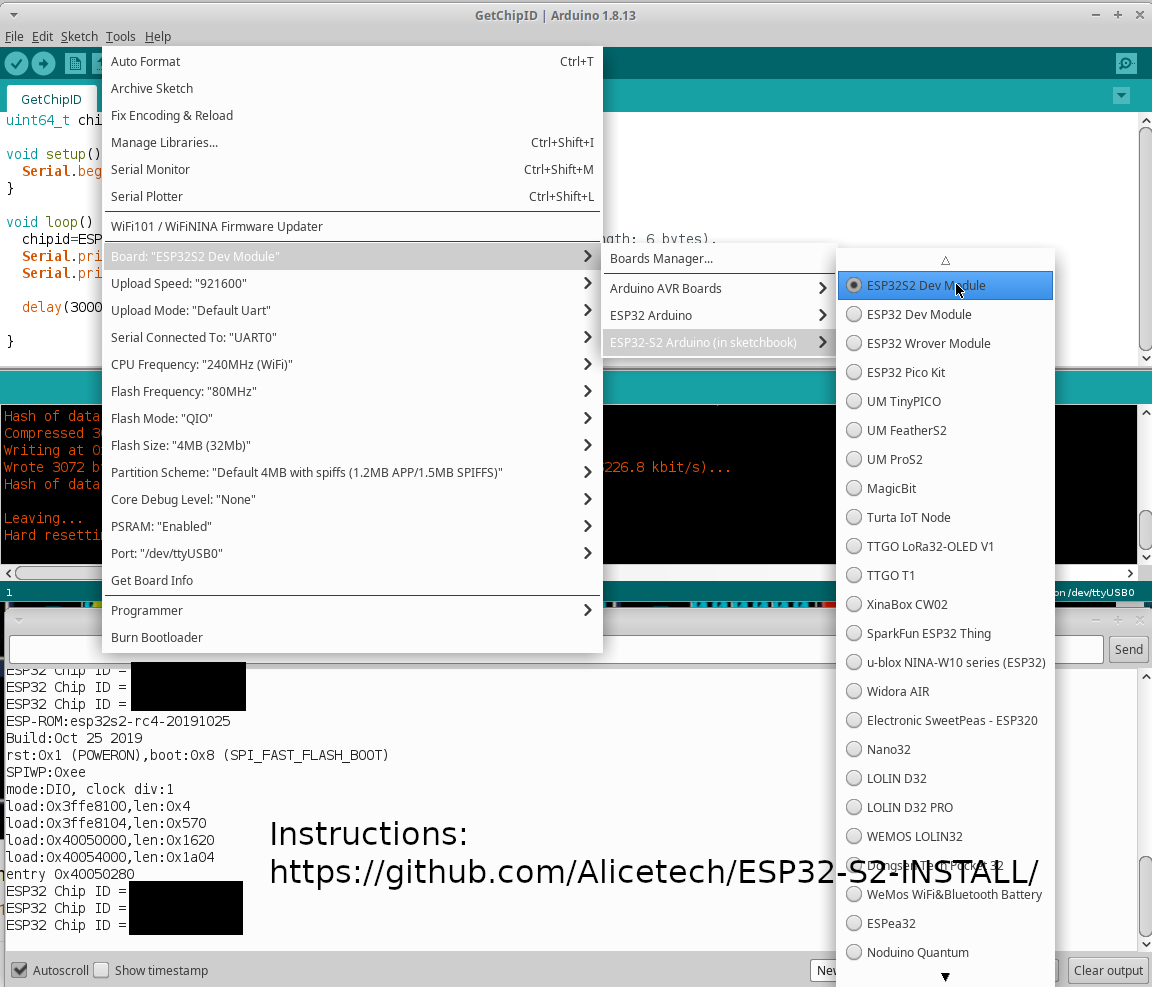 GetChipID | Arduino 1.8.13
File Edit Sketch Tools Help
GetChipID
uint64_t chi
void setup()
Serial.beg
}
void loop()
chipid=ESP
Serial.pri
Serial.pri
delay(3000
}
gth: 6 bytes).
Auto Format Ctrl+T
Archive Sketch
Fix Encoding & Reload
Manage Libraries... Ctrl+Shift+I
Serial Monitor Ctrl+Shift+M
Serial Plotter Ctrl+Shift+L
WiFi101 / WiFiNINA Firmware Updater
Board: "ESP32S2 Dev Module"
Upload Speed: "921600"
Upload Mode: "Default Uart"
Serial Connected To: "UART0"
CPU Frequency: "240MHz (WiFi)"
Flash Frequency: "80MHz"
Flash Mode: "QIO"
Flash Size: "4MB (32Mb)"
Partition Scheme: "Default 4MB with spiffs (1.2MB APP/1.5MB SPIFFS)"
Core Debug Level: "None"
PSRAM: "Enabled"
Port: "/dev/ttyUSB0"
Get Board Info
Programmer
Burn Bootloader
Boards Manager...
Arduino AVR Boards
ESP32 Arduino
ESP32-S2 Arduino (in sketchbook)
ESP32S2 Dev Module
ESP32 Dev Module
ESP32 Wrover Module
ESP32 Pico Kit
UM TinyPICO
UM FeatherS2
UM ProS2
MagicBit
Turta IoT Node
TTGO LoRa32-OLED V1
TTGO T1
XinaBox CW02
SparkFun ESP32 Thing
u-blox NINA-W10 series (ESP32)
Widora AIR
Electronic SweetPeas - ESP320
Nano32
LOLIN D32
LOLIN D32 PRO
WEMOS LOLIN32
Dongsen Tech Pocket 32
WeMos WiFi&Bluetooth Battery
ESPea32
Noduino Quantum
Hash of data
Compressed 30
Writing at 0
Wrote 3072 b 226.8 kbit/s)...
Hash of data
Leaving...
Hard resetti
1 on /dev/ttyUSB0
Send
ESP32 Chip ID =
ESP32 Chip ID =
ESP32 Chip ID =
ESP-ROM:esp32s2-rc4-20191025
Build:Oct 25 2019
rst:0x1 (POWERON),boot:0x8 (SPI_FAST_FLASH_BOOT)
SPIWP:0xee
mode:DIO, clock div:1
load:0x3ffe8100,len:0x4
load:0x3ffe8104,len:0x570
load:0x40050000,len:0x1620
load:0x40054000,len:0x1a04
entry 0x40050280
ESP32 Chip ID =
ESP32 Chip ID =
ESP32 Chip ID =
Instructions:
https://github.com/Alicetech/ESP32-S2-INSTALL/
Autoscroll Show timestamp New Clear output